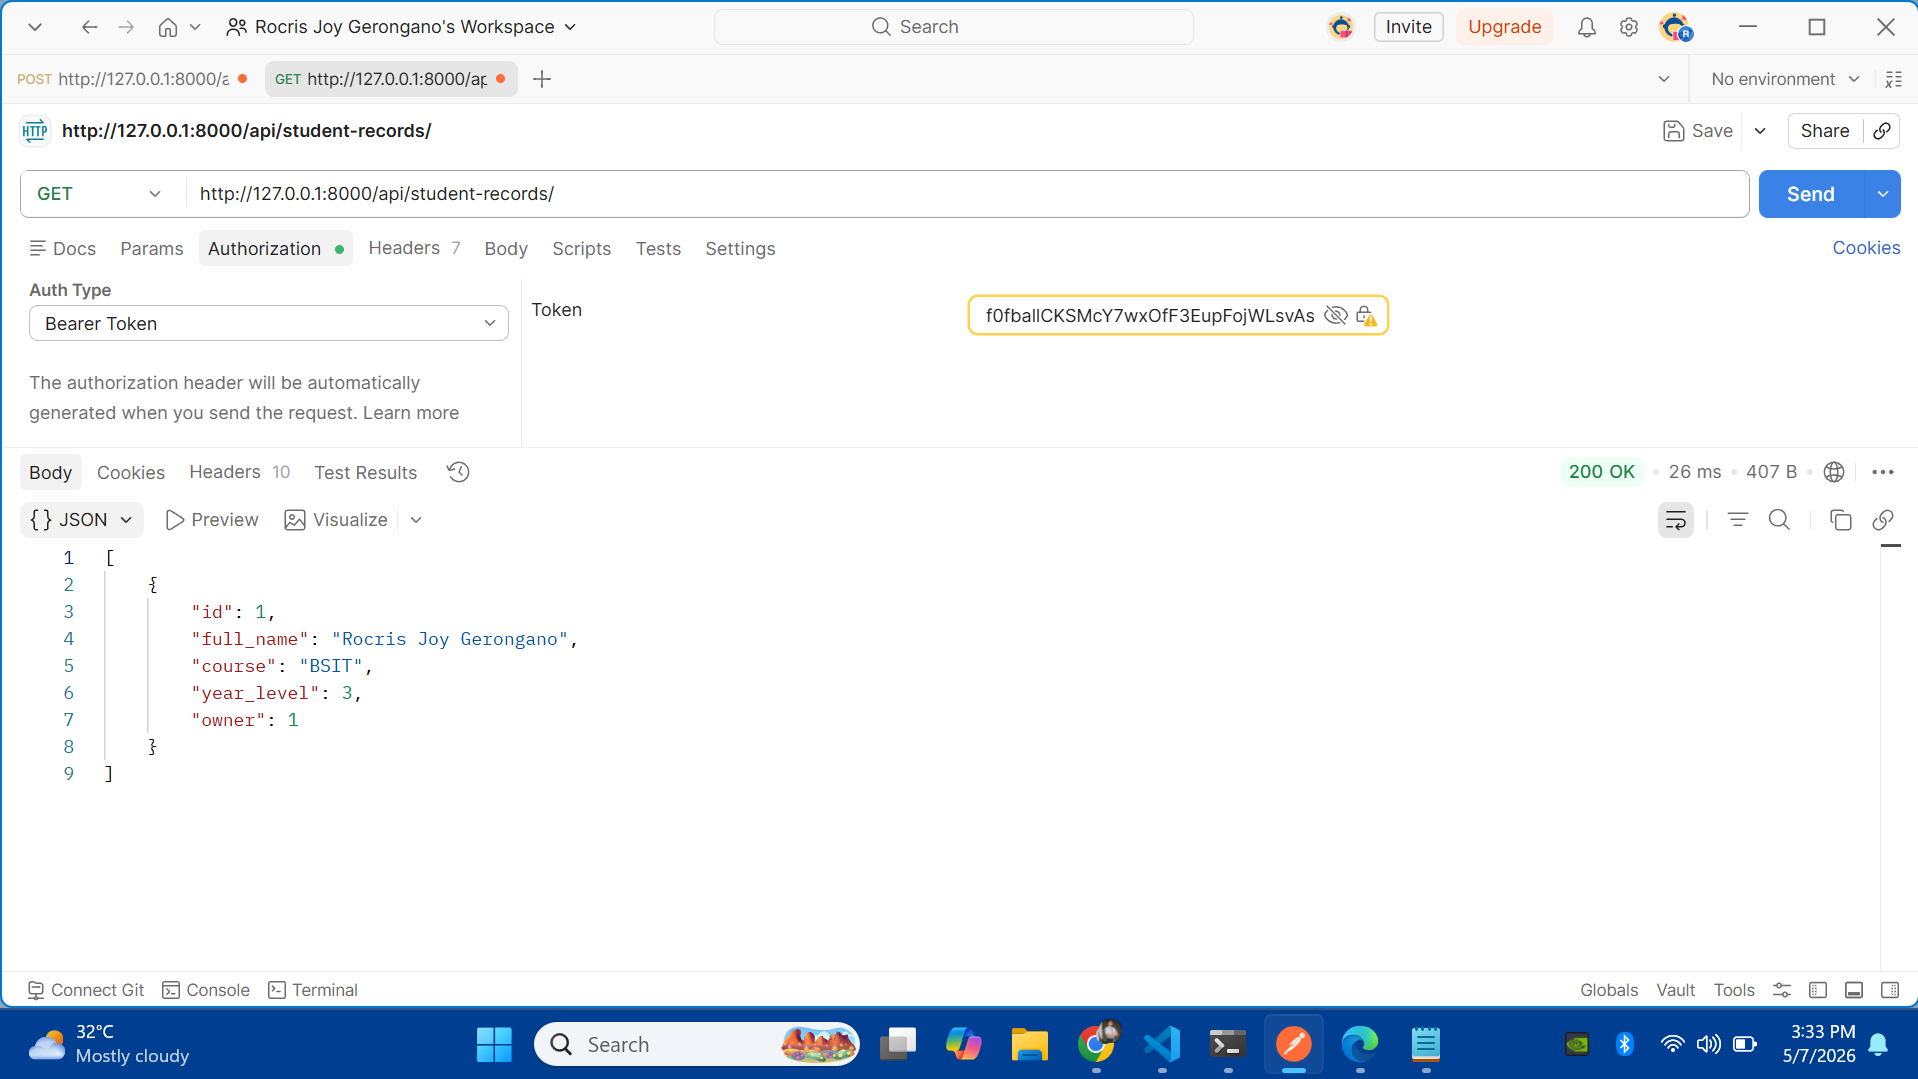 Rocris Joy Gerongano's Workspace
Search
Invite
Upgrade
POST http://127.0.0.1:8000/a
GET http://127.0.0.1:8000/ap
No environment
HTTP
http://127.0.0.1:8000/api/student-records/
Save
Share
GET
http://127.0.0.1:8000/api/student-records/
Send
Docs
Params
Authorization
Headers 7
Body
Scripts
Tests
Settings
Cookies
Auth Type
Bearer Token
The authorization header will be automatically
generated when you send the request. Learn more
Token
f0fballCKSMcY7wxOfF3EupFojWLsvAs
Body
Cookies
Headers 10
Test Results
200 OK
26 ms
407 B
{} JSON
Preview
Visualize
1 [
2 {
3 "id": 1,
4 "full_name": "Rocris Joy Gerongano",
5 "course": "BSIT",
6 "year_level": 3,
7 "owner": 1
8 }
9 ]
Connect Git
Console
Terminal
Globals
Vault
Tools
32°C
Mostly cloudy
Search
3:33 PM
5/7/2026